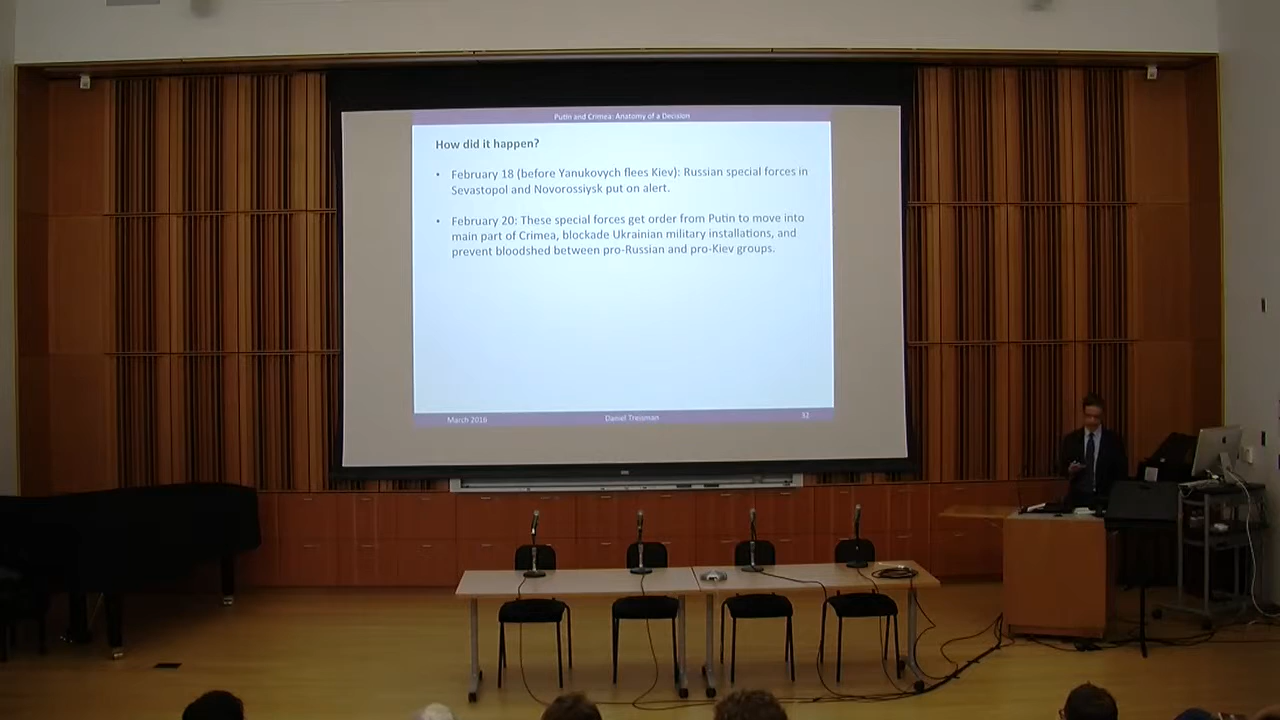 Putin and Crimea: Anatomy of a Decision
How did it happen?
• February 18 (before Yanukovych flees Kiev): Russian special forces in
Sevastopol and Novorossiysk put on alert.
• February 20: These special forces get order from Putin to move into
main part of Crimea, blockade Ukrainian military installations, and
prevent bloodshed between pro-Russian and pro-Kiev groups.
March 2016
Daniel Treisman
32